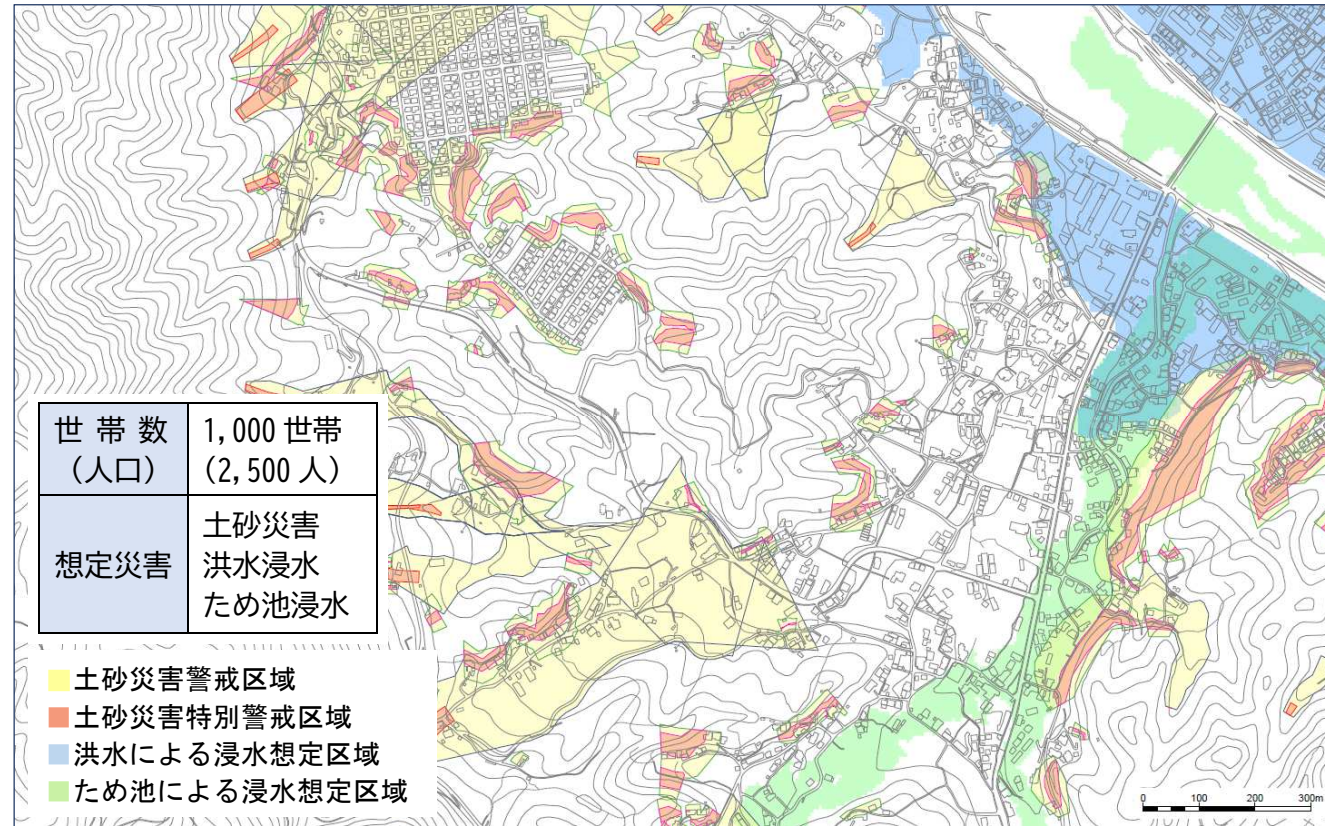 世帯数 1,000世帯
(人口) (2,500人)
想定災害 土砂災害
洪水浸水
ため池浸水
土砂災害警戒区域
土砂災害特別警戒区域
洪水による浸水想定区域
ため池による浸水想定区域
0 100 200 300m